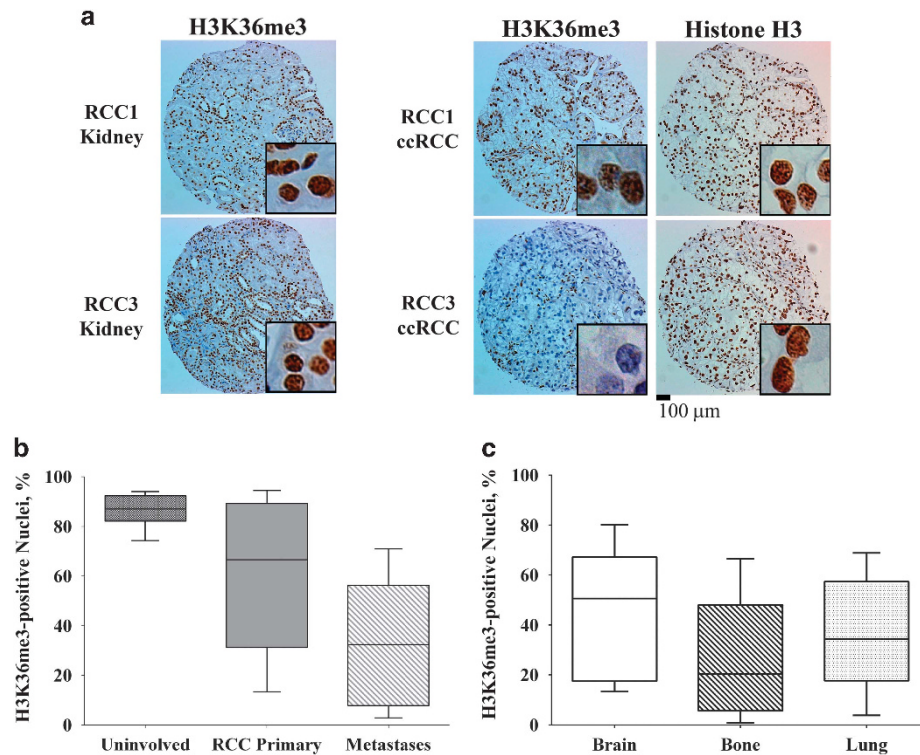 a
H3K36me3
H3K36me3
Histone H3
RCC1
Kidney
RCC1
ccRCC
RCC3
Kidney
RCC3
ccRCC
100 μm
b
H3K36me3-positive Nuclei, %
100
80
60
40
20
0
Uninvolved
RCC Primary
Metastases
c
H3K36me3-positive Nuclei, %
100
80
60
40
20
0
Brain
Bone
Lung